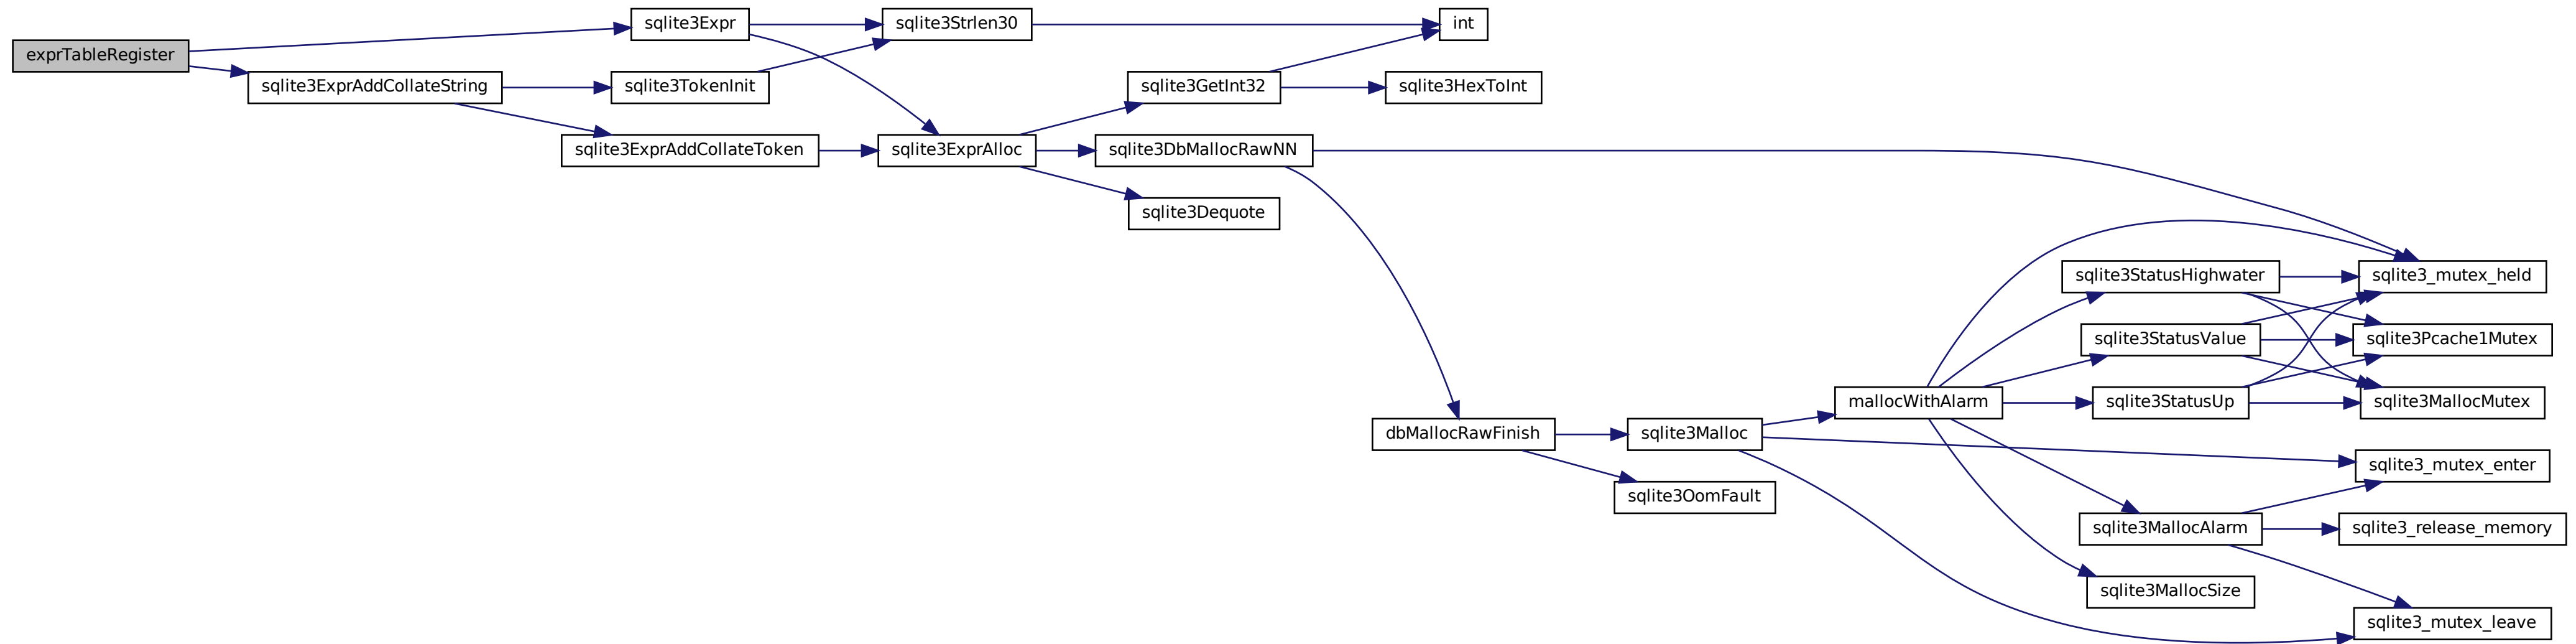 exprTableRegister
sqlite3Expr
sqlite3ExprAddCollateString
sqlite3Strlen30
sqlite3TokenInit
sqlite3ExprAddCollateToken
sqlite3ExprAlloc
int
sqlite3GetInt32
sqlite3HexToInt
sqlite3DbMallocRawNN
sqlite3Dequote
dbMallocRawFinish
sqlite3Malloc
sqlite3OomFault
mallocWithAlarm
sqlite3StatusHighwater
sqlite3StatusValue
sqlite3StatusUp
sqlite3MallocAlarm
sqlite3MallocSize
sqlite3_mutex_held
sqlite3Pcache1Mutex
sqlite3MallocMutex
sqlite3_mutex_enter
sqlite3_release_memory
sqlite3_mutex_leave